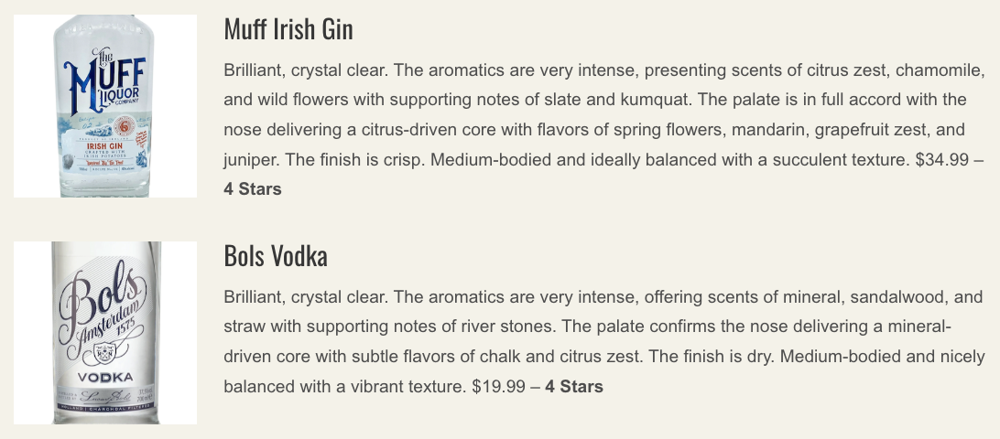 The
MUFF
LIQUOR
COMPANY
IRISH GIN
CRAFTED WITH
IRISH POTATOES
Muff Irish Gin
Brilliant, crystal clear. The aromatics are very intense, presenting scents of citrus zest, chamomile,
and wild flowers with supporting notes of slate and kumquat. The palate is in full accord with the
nose delivering a citrus-driven core with flavors of spring flowers, mandarin, grapefruit zest, and
juniper. The finish is crisp. Medium-bodied and ideally balanced with a succulent texture. $34.99 –
4 Stars
Bols
Amsterdam
1575
VODKA
HOLLAND | CHARCOAL FILTERED
Bols Vodka
Brilliant, crystal clear. The aromatics are very intense, offering scents of mineral, sandalwood, and
straw with supporting notes of river stones. The palate confirms the nose delivering a mineral-
driven core with subtle flavors of chalk and citrus zest. The finish is dry. Medium-bodied and nicely
balanced with a vibrant texture. $19.99 – 4 Stars